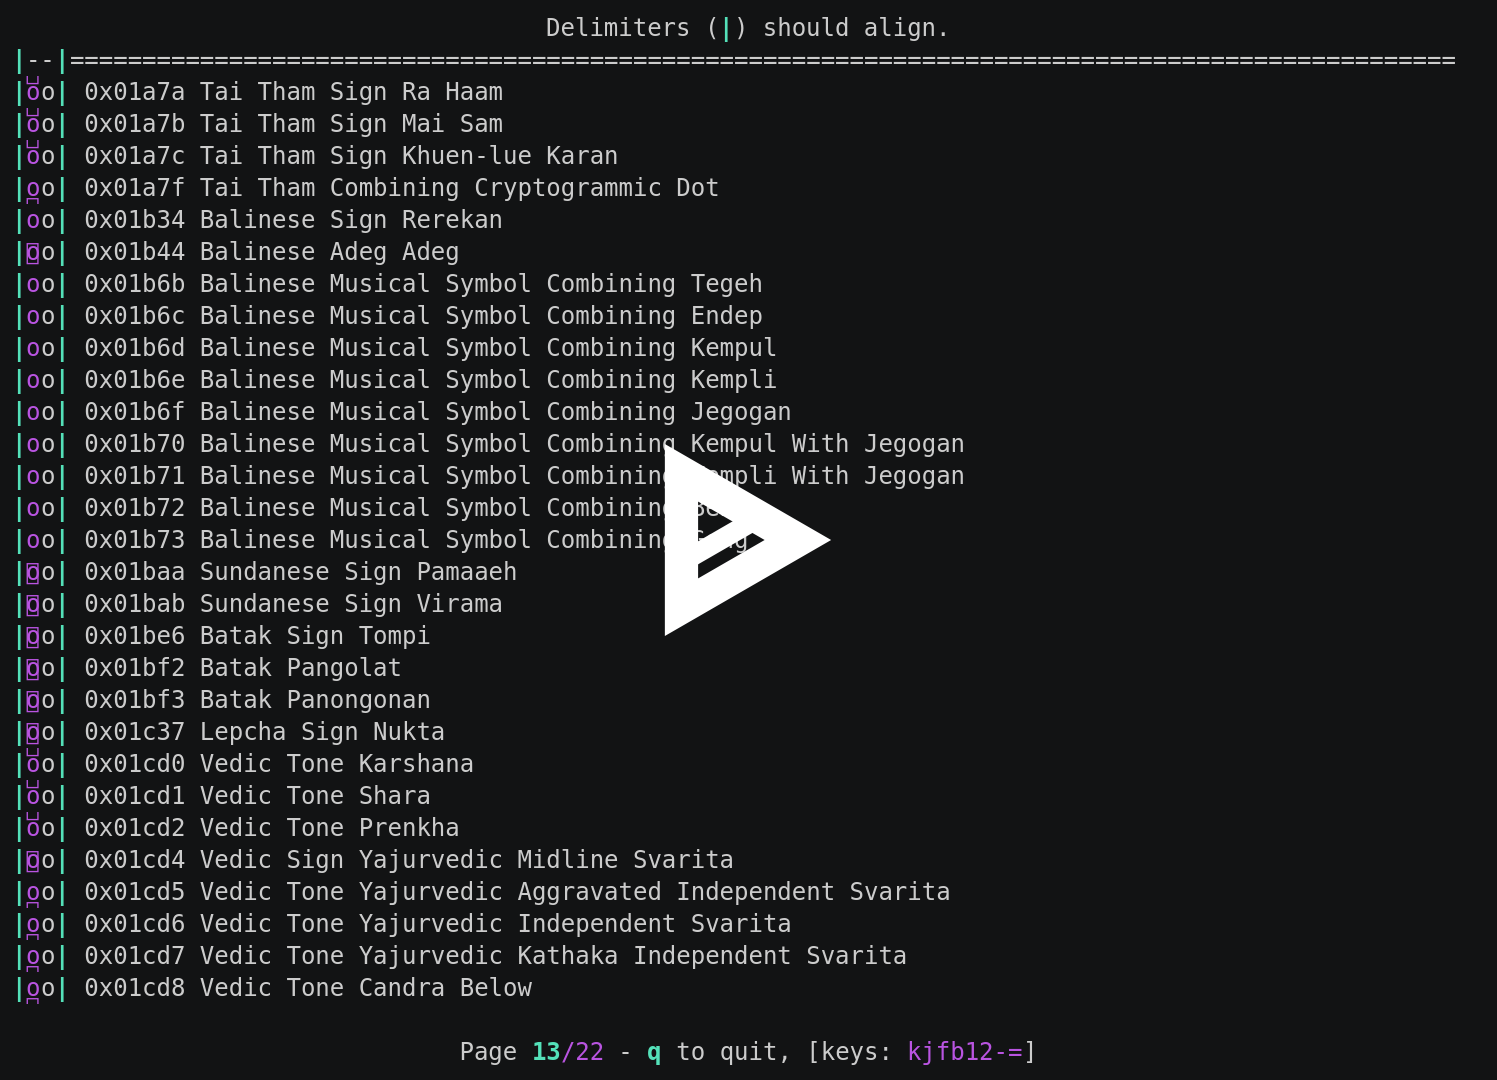 Delimiters (|) should align.
|--|================================================================================================
|oo| 0x01a7a Tai Tham Sign Ra Haam
|oo| 0x01a7b Tai Tham Sign Mai Sam
|oo| 0x01a7c Tai Tham Sign Khuen-lue Karan
|oo| 0x01a7f Tai Tham Combining Cryptogrammic Dot
|oo| 0x01b34 Balinese Sign Rerekan
|oo| 0x01b44 Balinese Adeg Adeg
|oo| 0x01b6b Balinese Musical Symbol Combining Tegeh
|oo| 0x01b6c Balinese Musical Symbol Combining Endep
|oo| 0x01b6d Balinese Musical Symbol Combining Kempul
|oo| 0x01b6e Balinese Musical Symbol Combining Kempli
|oo| 0x01b6f Balinese Musical Symbol Combining Jegogan
|oo| 0x01b70 Balinese Musical Symbol Combining Kempul With Jegogan
|oo| 0x01b71 Balinese Musical Symbol Combining Kempli With Jegogan
|oo| 0x01b72 Balinese Musical Symbol Combining
|oo| 0x01b73 Balinese Musical Symbol Combining Gong
|oo| 0x01baa Sundanese Sign Pamaaeh
|oo| 0x01bab Sundanese Sign Virama
|oo| 0x01be6 Batak Sign Tompi
|oo| 0x01bf2 Batak Pangolat
|oo| 0x01bf3 Batak Panongonan
|oo| 0x01c37 Lepcha Sign Nukta
|oo| 0x01cd0 Vedic Tone Karshana
|oo| 0x01cd1 Vedic Tone Shara
|oo| 0x01cd2 Vedic Tone Prenkha
|oo| 0x01cd4 Vedic Sign Yajurvedic Midline Svarita
|oo| 0x01cd5 Vedic Tone Yajurvedic Aggravated Independent Svarita
|oo| 0x01cd6 Vedic Tone Yajurvedic Independent Svarita
|oo| 0x01cd7 Vedic Tone Yajurvedic Kathaka Independent Svarita
|oo| 0x01cd8 Vedic Tone Candra Below
Page 13/22 - q to quit, [keys: kjfb12-=]